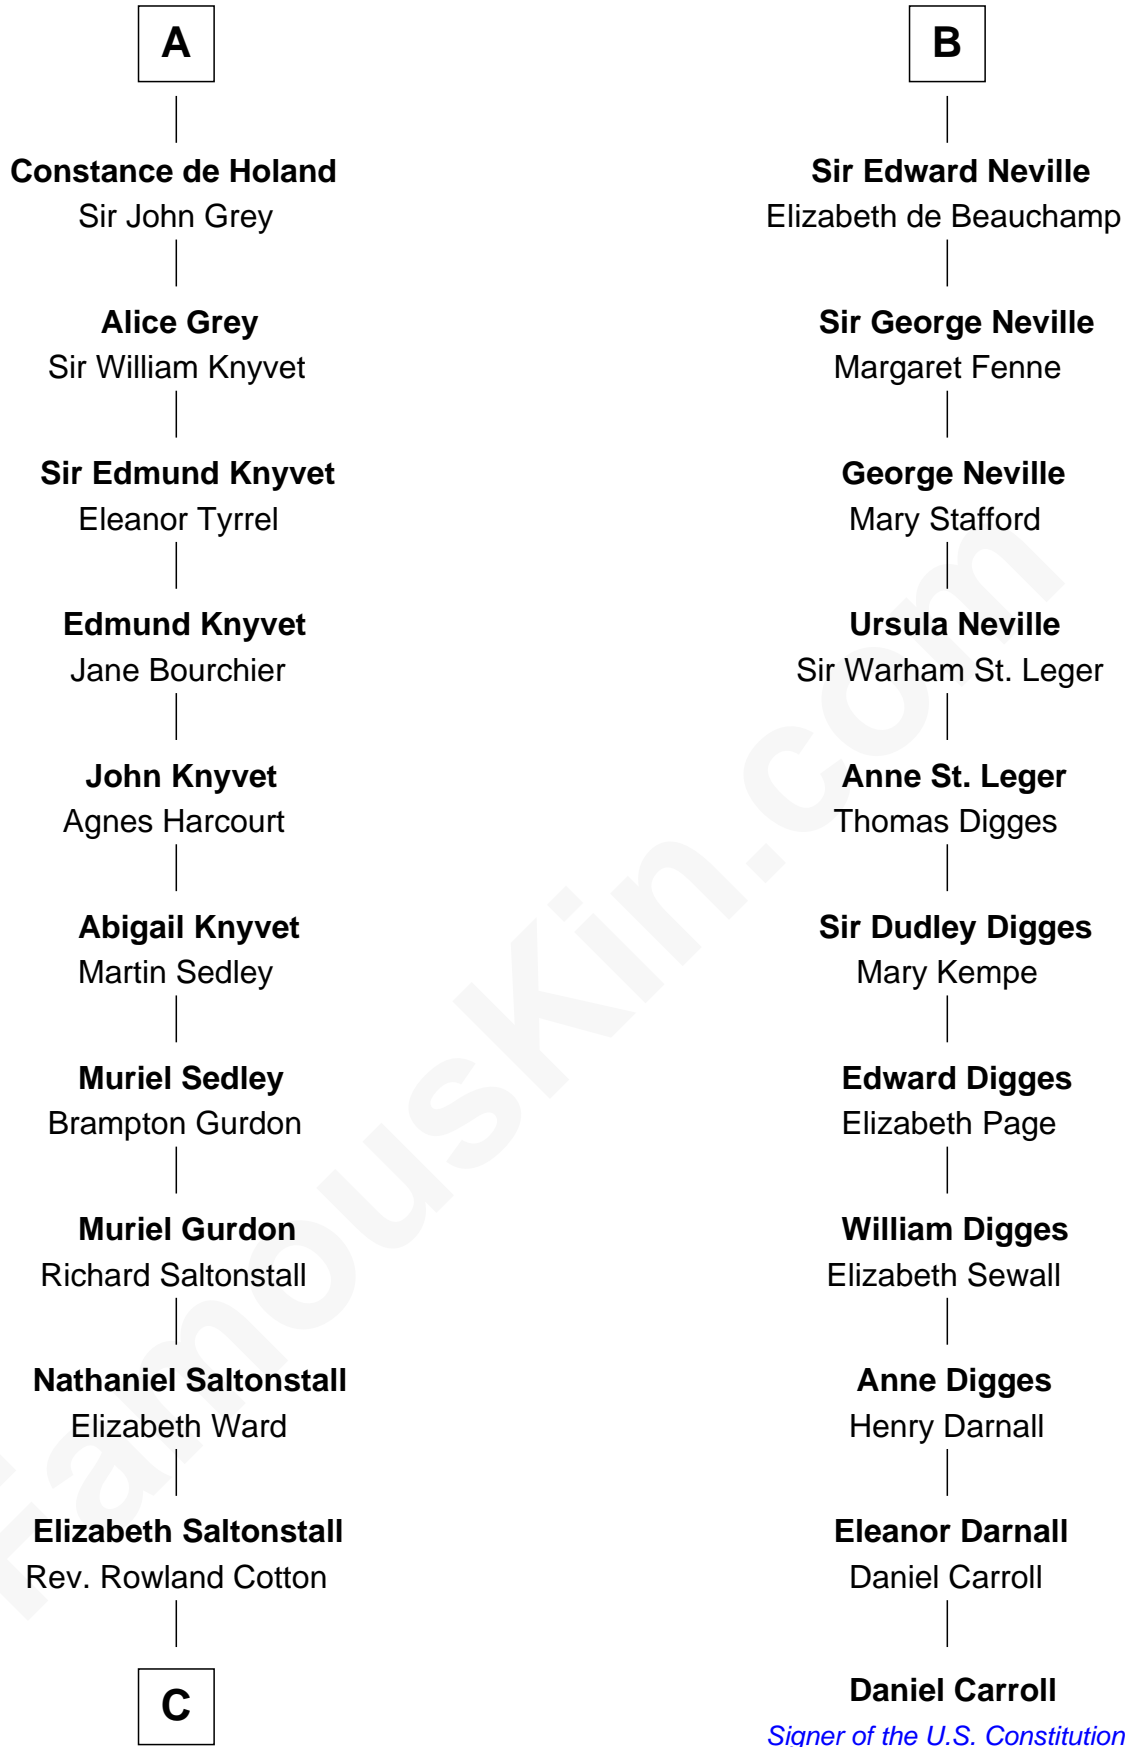 A
Constance de Holand
Sir John Grey
Alice Grey
Sir William Knyvet
Sir Edmund Knyvet
Eleanor Tyrrel
Edmund Knyvet
Jane Bourchier
John Knyvet
Agnes Harcourt
Abigail Knyvet
Martin Sedley
Muriel Sedley
Brampton Gurdon
Muriel Gurdon
Richard Saltonstall
Nathaniel Saltonstall
Elizabeth Ward
Elizabeth Saltonstall
Rev. Rowland Cotton
C
B
Sir Edward Neville
Elizabeth de Beauchamp
Sir George Neville
Margaret Fenne
George Neville
Mary Stafford
Ursula Neville
Sir Warham St. Leger
Anne St. Leger
Thomas Digges
Sir Dudley Digges
Mary Kempe
Edward Digges
Elizabeth Page
William Digges
Elizabeth Sewall
Anne Digges
Henry Darnall
Eleanor Darnall
Daniel Carroll
Daniel Carroll
Signer of the U.S. Constitution
FamousKin.com